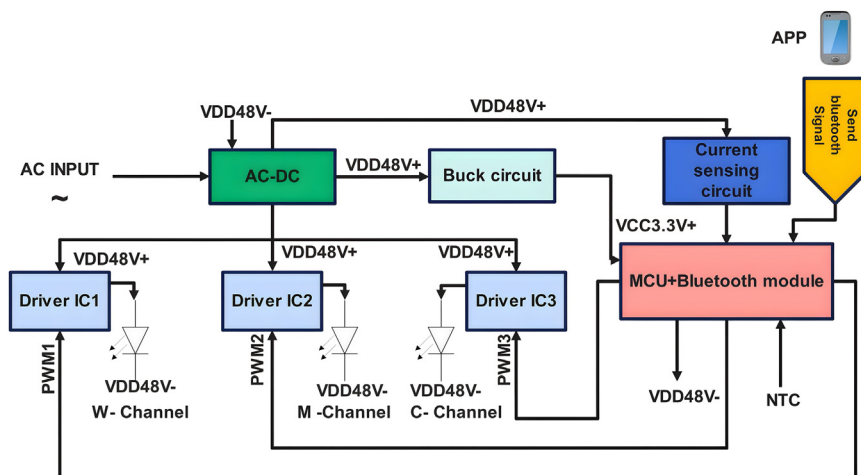 APP
Send
bluetooth
Signal
VDD48V-
VDD48V+
AC INPUT
~
AC-DC
VDD48V+
Buck circuit
Current
sensing
circuit
VCC3.3V+
VDD48V+
VDD48V+
VDD48V+
Driver IC1
Driver IC2
Driver IC3
MCU+Bluetooth module
PWM1
PWM2
PWM3
VDD48V-
W- Channel
VDD48V-
M -Channel
VDD48V-
C- Channel
VDD48V-
NTC